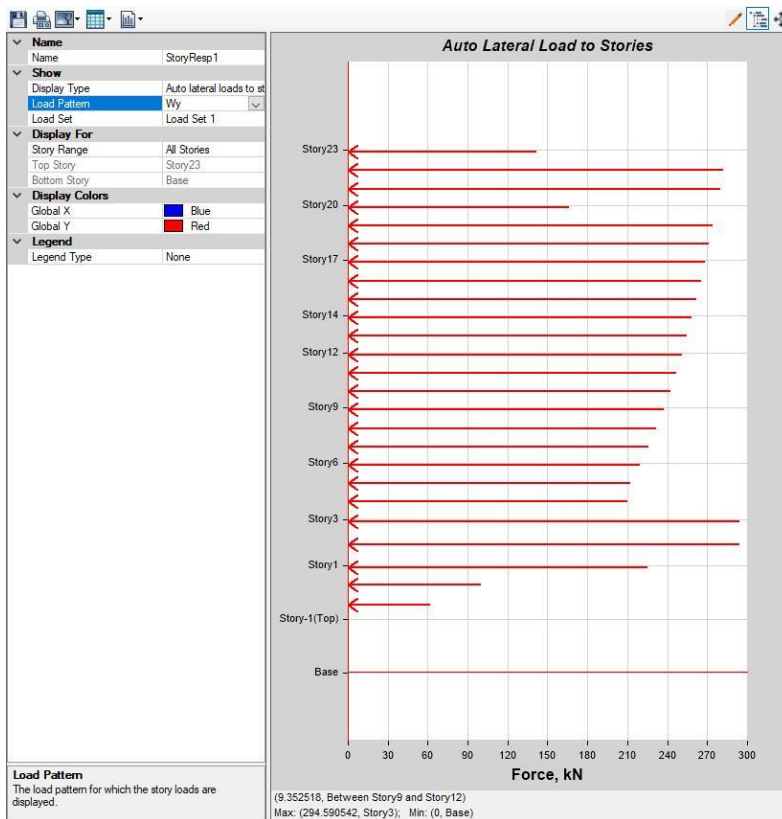 Name
Name StoryResp1
Show
Display Type Auto lateral loads to st
Load Pattern Wy
Load Set Load Set 1
Display For
Story Range All Stories
Top Story Story23
Bottom Story Base
Display Colors
Global X Blue
Global Y Red
Legend
Legend Type None
Load Pattern
The load pattern for which the story loads are
displayed.
Auto Lateral Load to Stories
Story23
Story20
Story17
Story14
Story12
Story9
Story6
Story3
Story1
Story-1(Top)
Base
0 30 60 90 120 150 180 210 240 270 300
Force, kN
(9.352518, Between Story9 and Story12)
Max: (294.590542, Story3); Min: (0, Base)